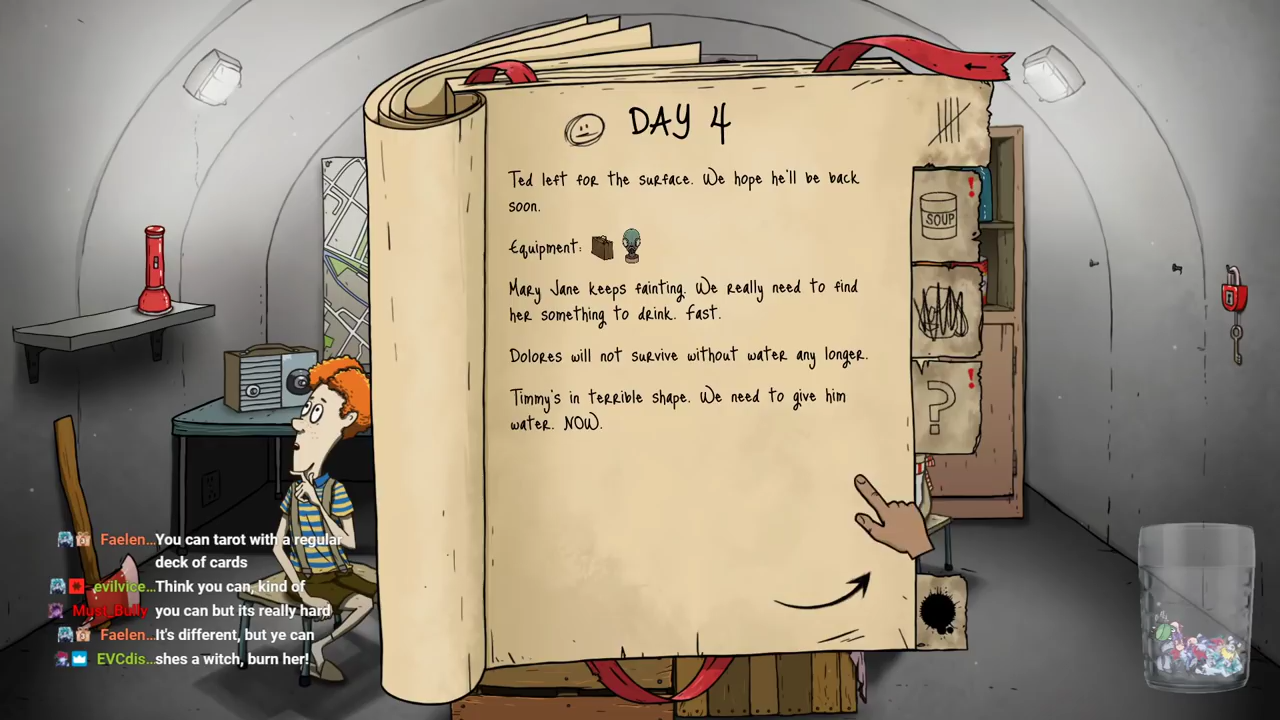 DAY 4
Ted left for the surface. We hope he'll be back
soon.
Equipment:
Mary Jane keeps fainting. We really need to find
her something to drink. Fast.
Dolores will not survive without water any longer.
Timmy's in terrible shape. We need to give him
water. NOW.
SOUP
!
!
?
Faelen...You can tarot with a regular
deck of cards
evilvice...Think you can, kind of
Must_Bully you can but its really hard
Faelen...It's different, but ye can
EVCdis...shes a witch, burn her!